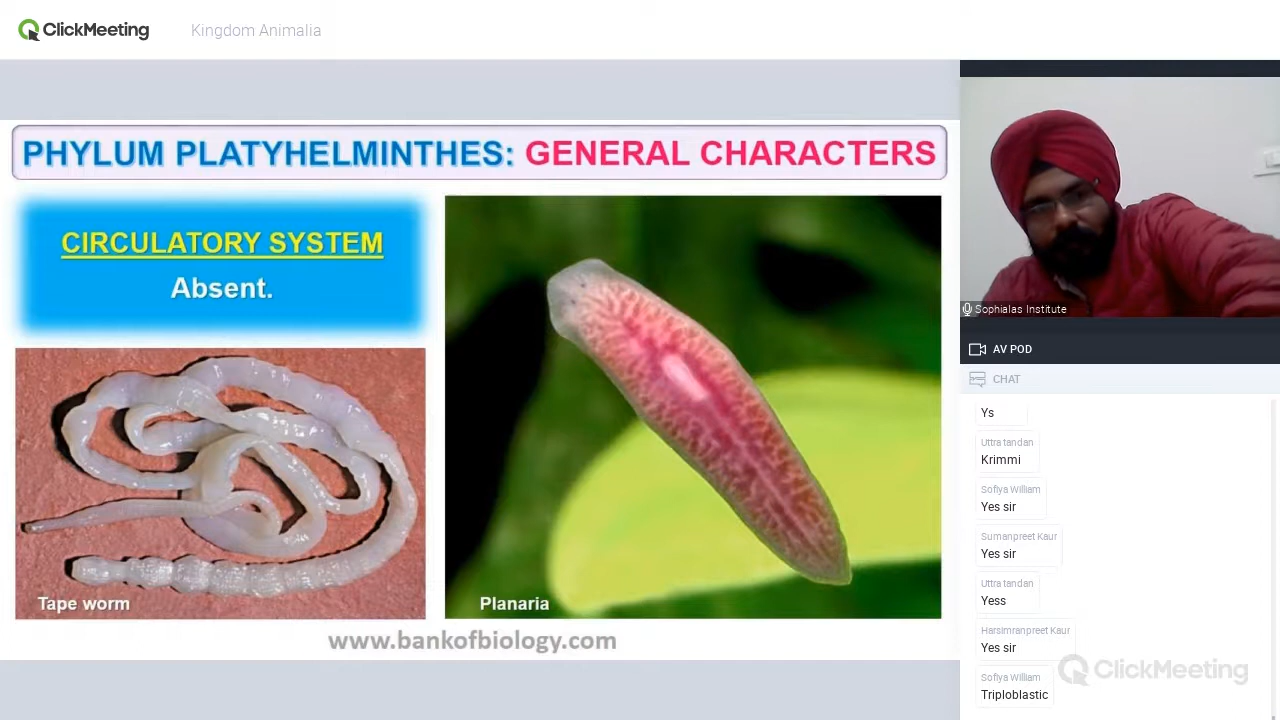 ClickMeeting
Kingdom Animalia
PHYLUM PLATYHELMINTHES: GENERAL CHARACTERS
CIRCULATORY SYSTEM
Absent.
Tape worm
Planaria
www.bankofbiology.com
Sophialas Institute
AV POD
CHAT
Ys
Uttra tandan
Krimmi
Sofiya William
Yes sir
Sumanpreet Kaur
Yes sir
Uttra tandan
Yess
Harsimranpreet Kaur
Yes sir
Sofiya William
Triploblastic
ClickMeeting